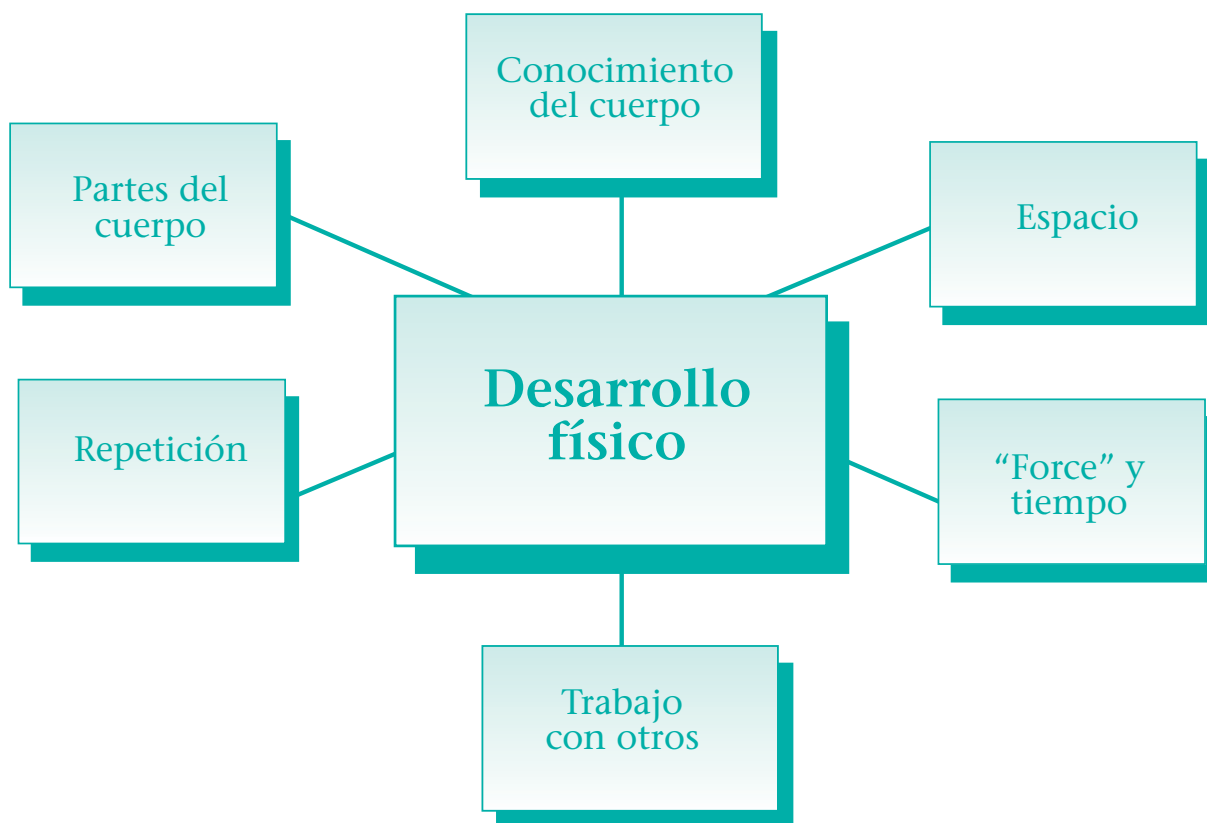 Conocimiento
del cuerpo
Partes del
cuerpo
Espacio
Desarrollo
físico
Repetición
“Force” y
tiempo
Trabajo
con otros